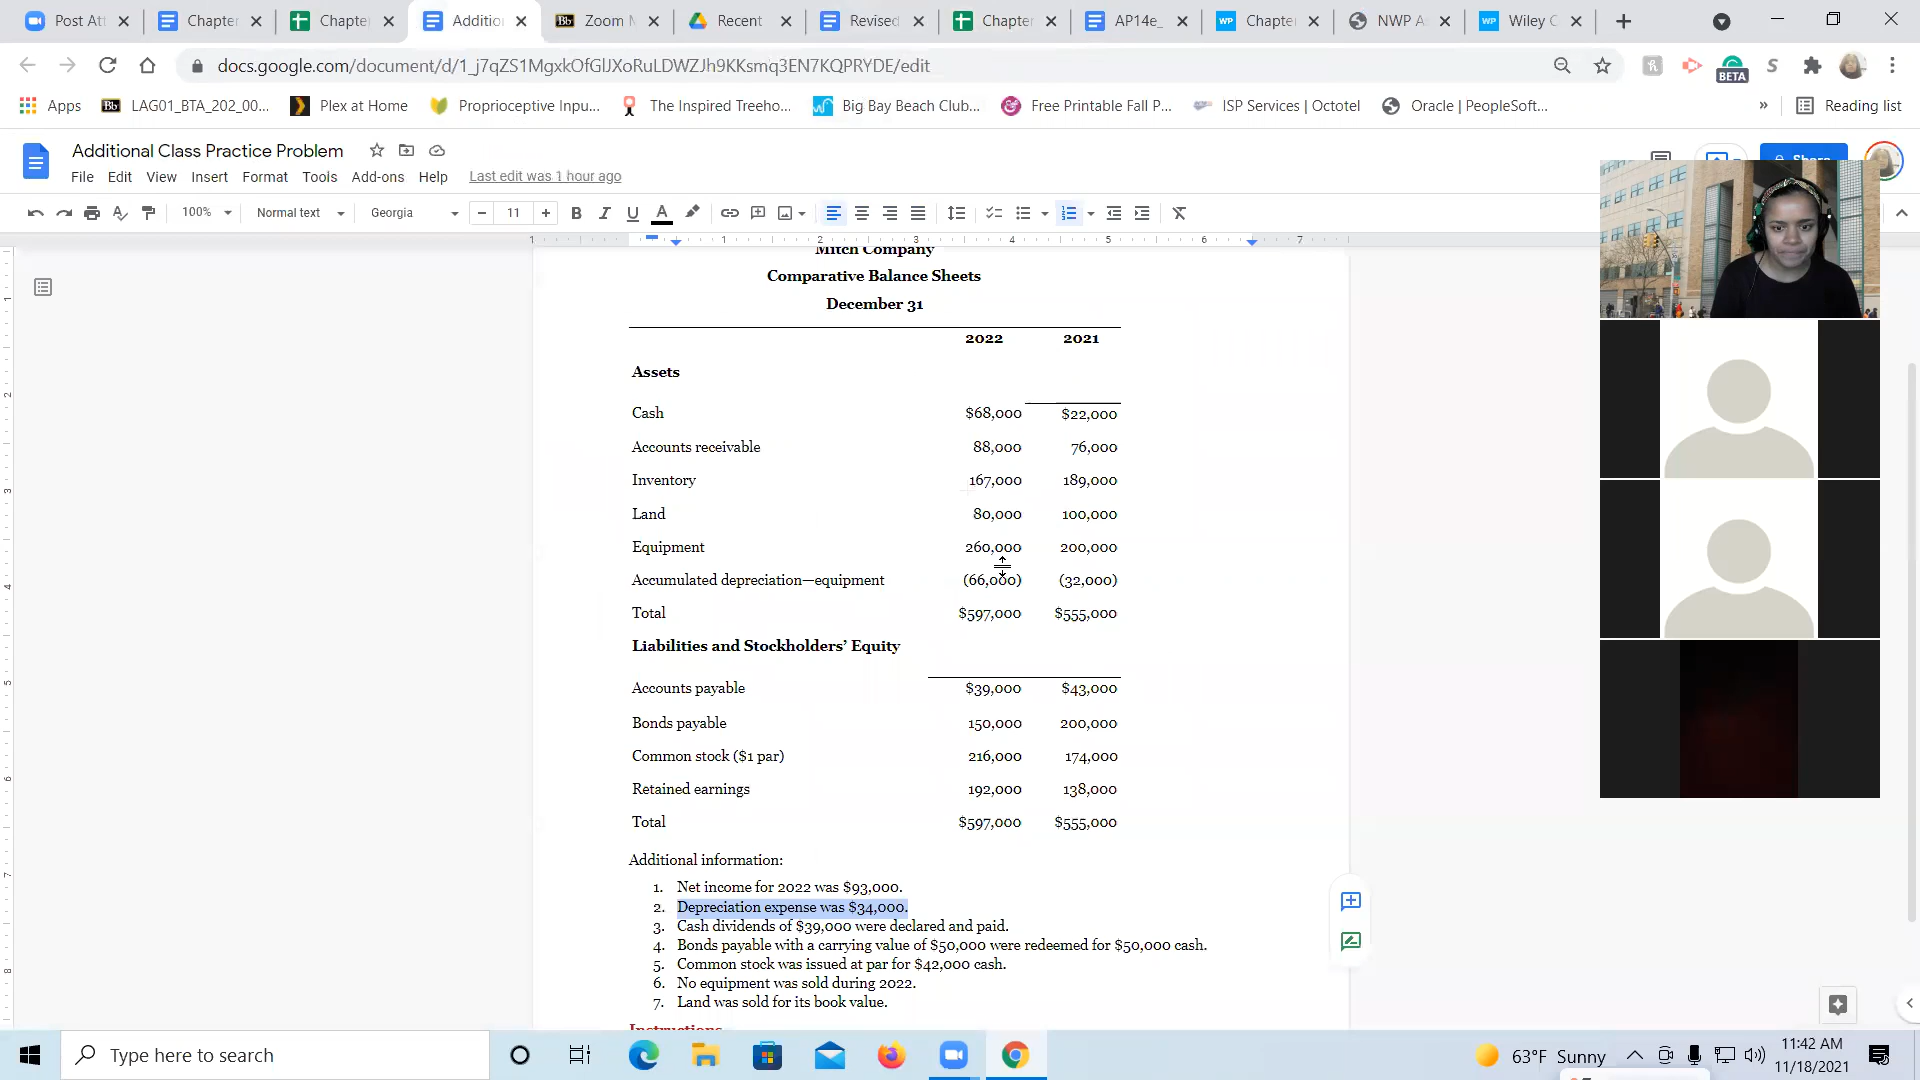 Post Att
Chapter
Chapte
Additio
Zoom M
Recent
Revised
Chapter
AP14e_
Chapte
NWP A
Wiley C
docs.google.com/document/d/1_j7qZS1MgxkOfGlJXoRuLDWZJh9KKsmq3EN7KQPRYDE/edit
BETA
Apps
LAG01_BTA_202_00...
Plex at Home
Proprioceptive Inpu...
The Inspired Treeho...
Big Bay Beach Club...
Free Printable Fall P...
ISP Services | Octotel
Oracle | PeopleSoft...
»
Reading list
Additional Class Practice Problem
File Edit View Insert Format Tools Add-ons Help Last edit was 1 hour ago
Share
100% Normal text Georgia 11
Mitch Company
Comparative Balance Sheets
December 31
2022 2021
Assets
Cash $68,000 $22,000
Accounts receivable 88,000 76,000
Inventory 167,000 189,000
Land 80,000 100,000
Equipment 260,000 200,000
Accumulated depreciation—equipment (66,000) (32,000)
Total $597,000 $555,000
Liabilities and Stockholders’ Equity
Accounts payable $39,000 $43,000
Bonds payable 150,000 200,000
Common stock ($1 par) 216,000 174,000
Retained earnings 192,000 138,000
Total $597,000 $555,000
Additional information:
1. Net income for 2022 was $93,000.
2. Depreciation expense was $34,000.
3. Cash dividends of $39,000 were declared and paid.
4. Bonds payable with a carrying value of $50,000 were redeemed for $50,000 cash.
5. Common stock was issued at par for $42,000 cash.
6. No equipment was sold during 2022.
7. Land was sold for its book value.
Instructions
Type here to search
63°F Sunny
11:42 AM
11/18/2021